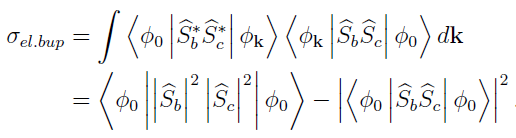 σ_{el.bup} = ∫ ⟨ϕ_0 |Ŝ_b^* Ŝ_c^*| ϕ_𝐤⟩ ⟨ϕ_𝐤 |Ŝ_b Ŝ_c| ϕ_0⟩ d𝐤
= ⟨ϕ_0 ||Ŝ_b|^2 |Ŝ_c|^2| ϕ_0⟩ − |⟨ϕ_0 |Ŝ_b Ŝ_c| ϕ_0⟩|^2 .